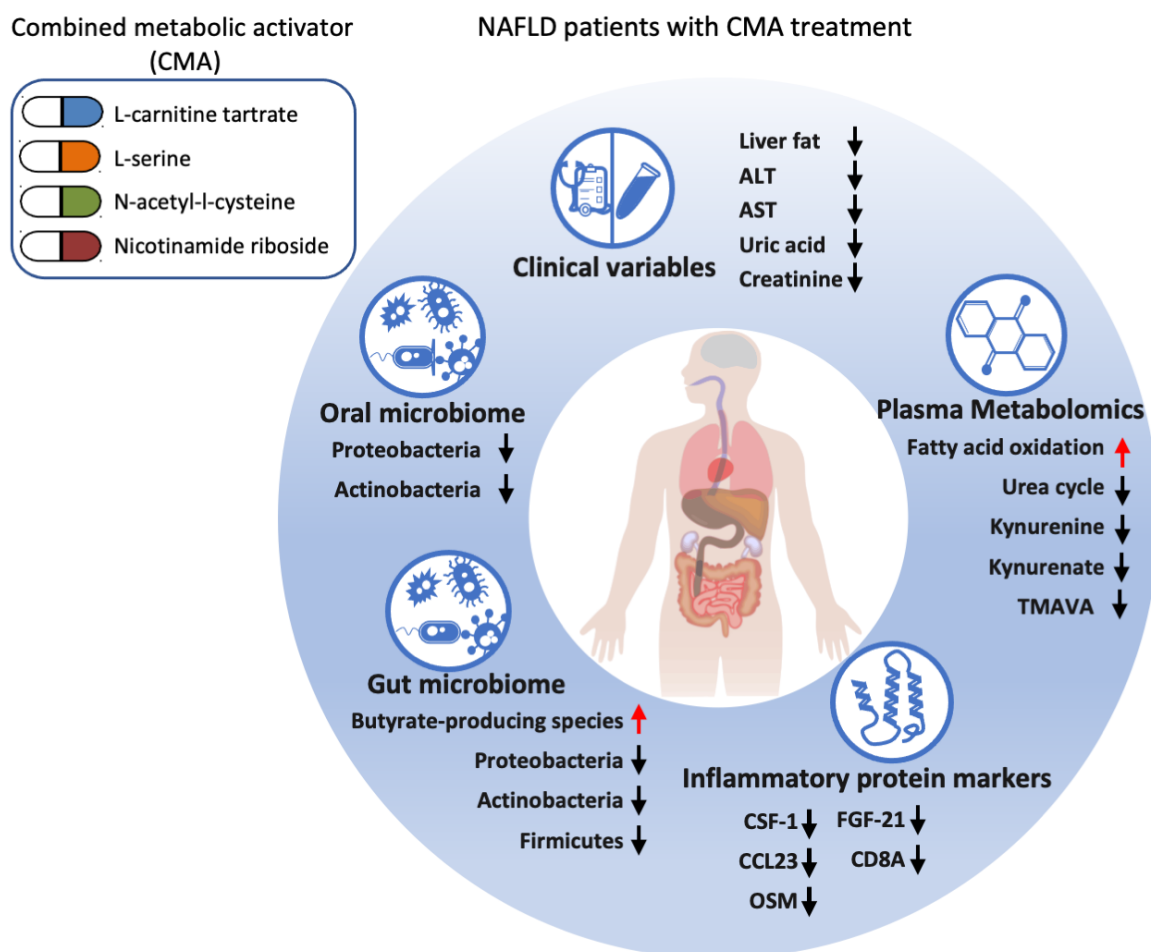 Combined metabolic activator
(CMA)
L-carnitine tartrate
L-serine
N-acetyl-l-cysteine
Nicotinamide riboside
NAFLD patients with CMA treatment
Clinical variables
Liver fat
ALT
AST
Uric acid
Creatinine
Oral microbiome
Proteobacteria
Actinobacteria
Plasma Metabolomics
Fatty acid oxidation
Urea cycle
Kynurenine
Kynurenate
TMAVA
Gut microbiome
Butyrate-producing species
Proteobacteria
Actinobacteria
Firmicutes
Inflammatory protein markers
CSF-1 FGF-21
CCL23 CD8A
OSM